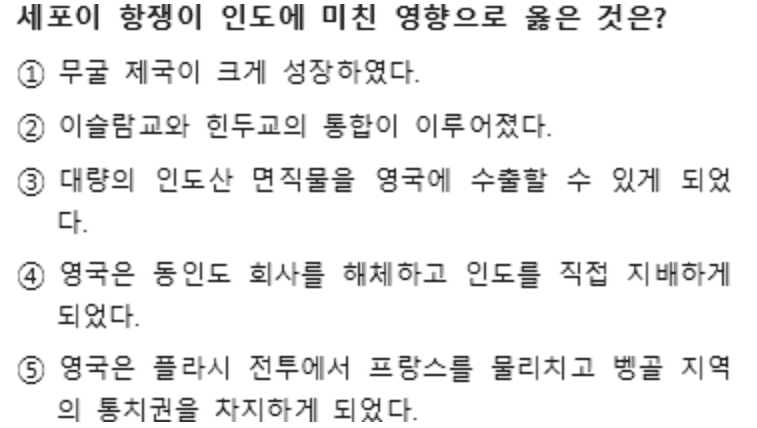 세포이 항쟁이 인도에 미친 영향으로 옳은 것은?
① 무굴 제국이 크게 성장하였다.
② 이슬람교와 힌두교의 통합이 이루어졌다.
③ 대량의 인도산 면직물을 영국에 수출할 수 있게 되었
다.
④ 영국은 동인도 회사를 해체하고 인도를 직접 지배하게
되었다.
⑤ 영국은 플라시 전투에서 프랑스를 물리치고 벵골 지역
의 통치권을 차지하게 되었다.